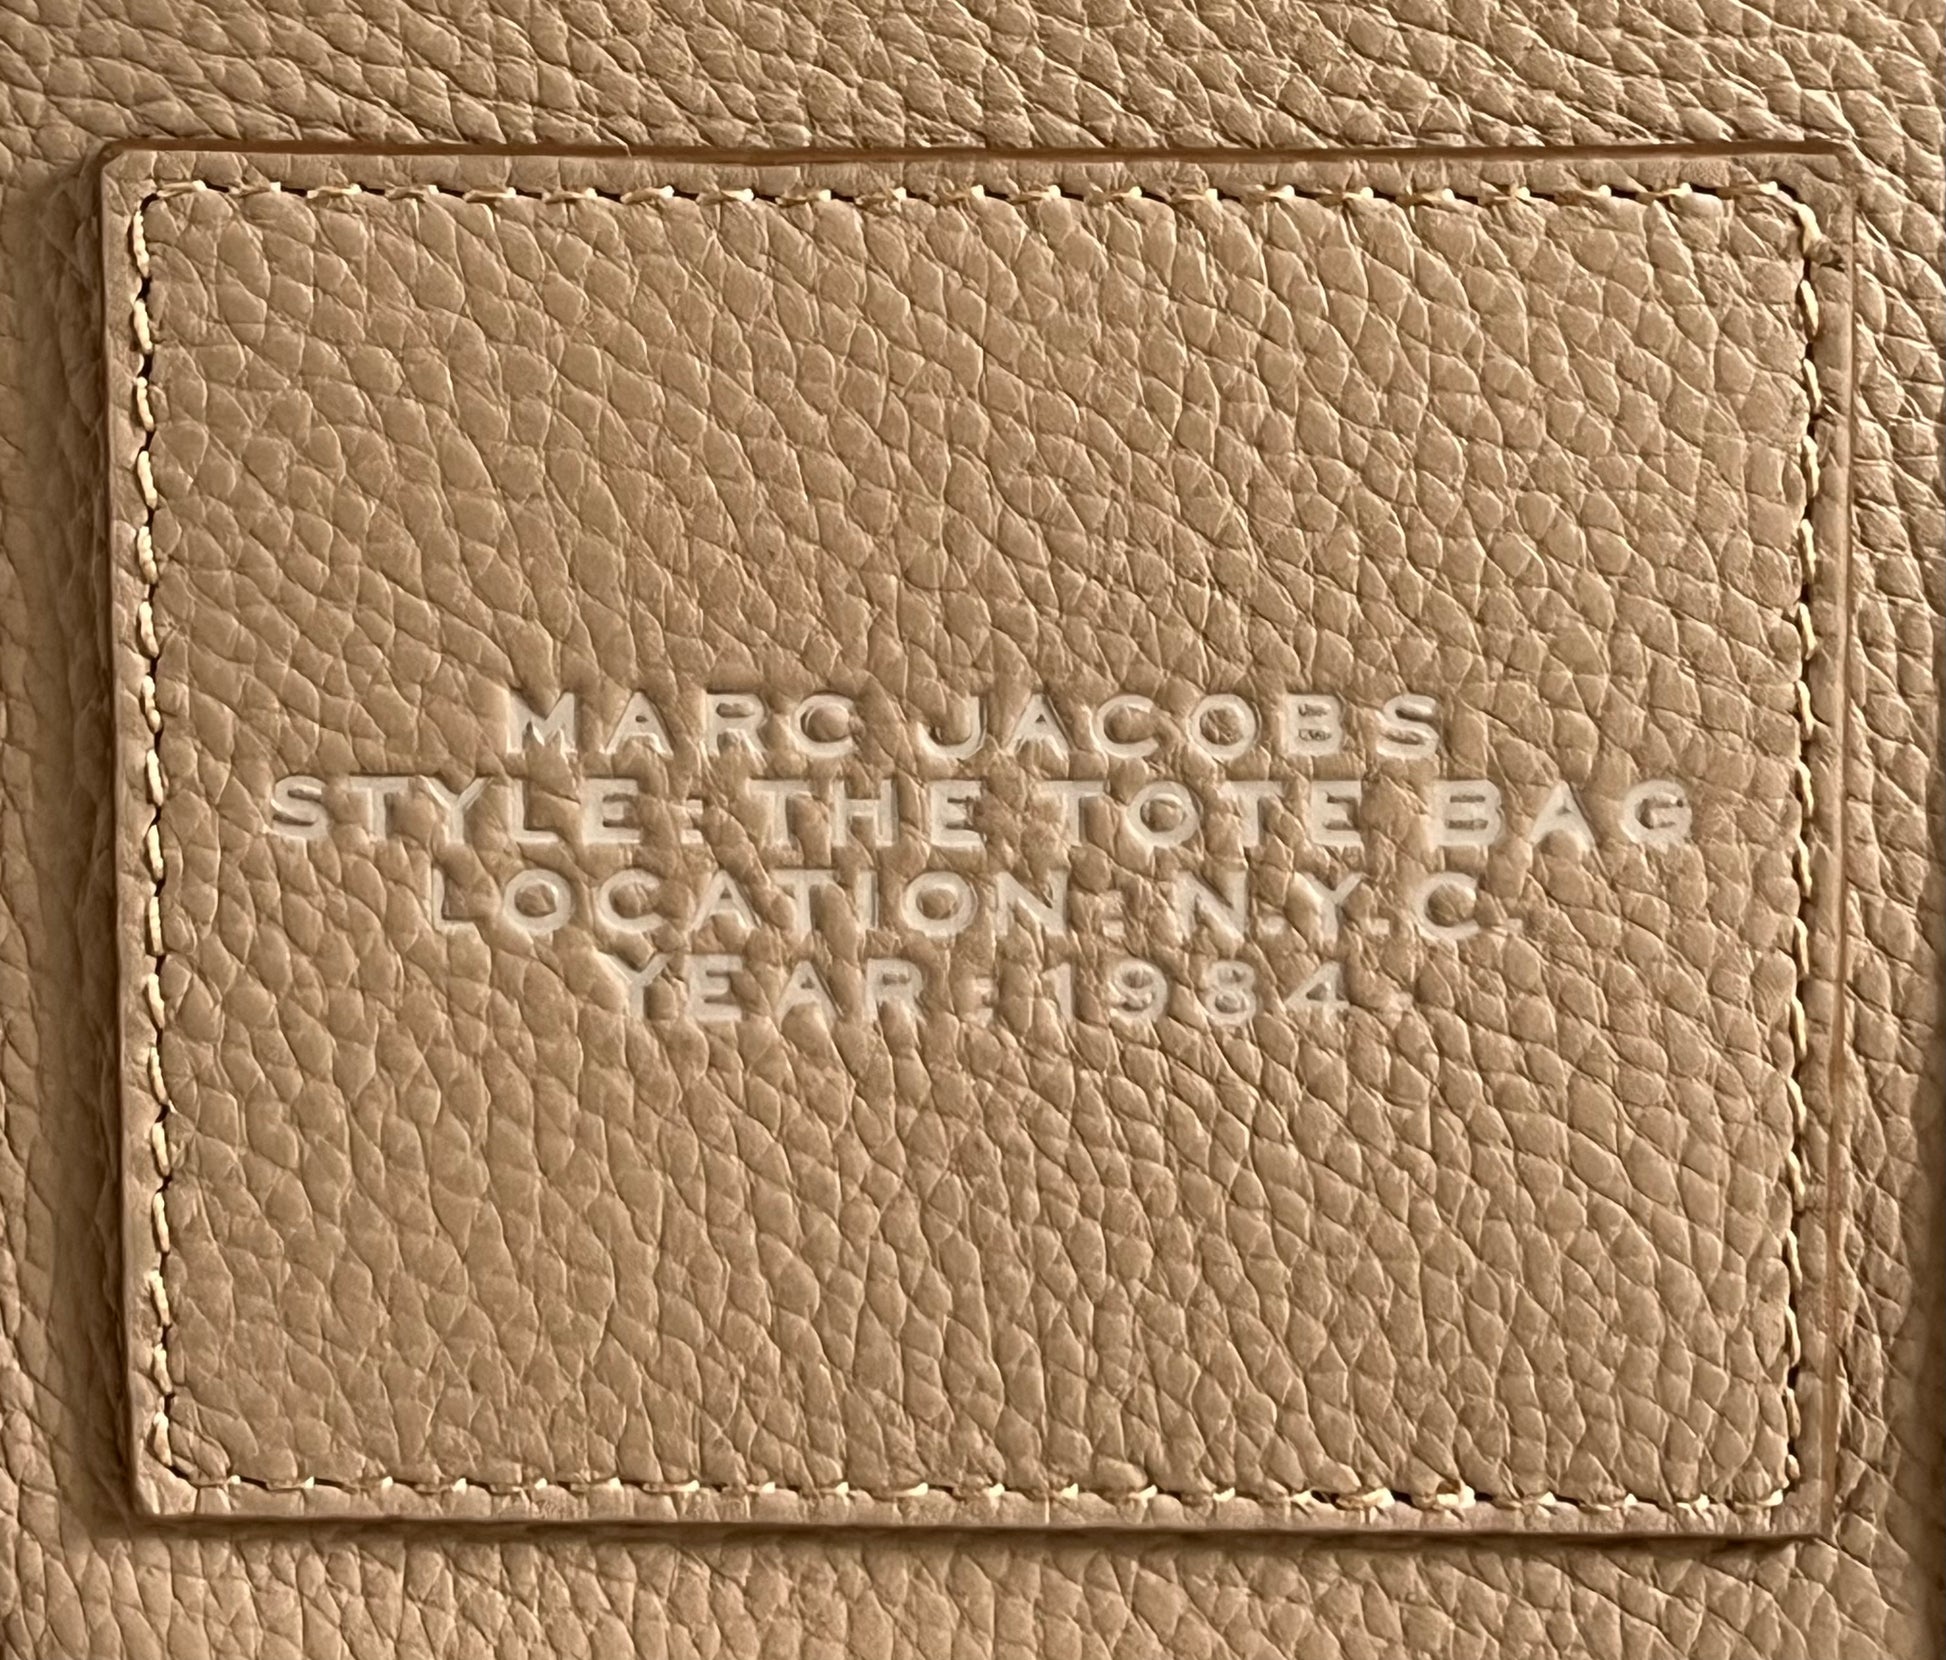 MARC JACOBS
STYLE: THE TOTE BAG
LOCATION: N.Y.C.
YEAR: 1984.